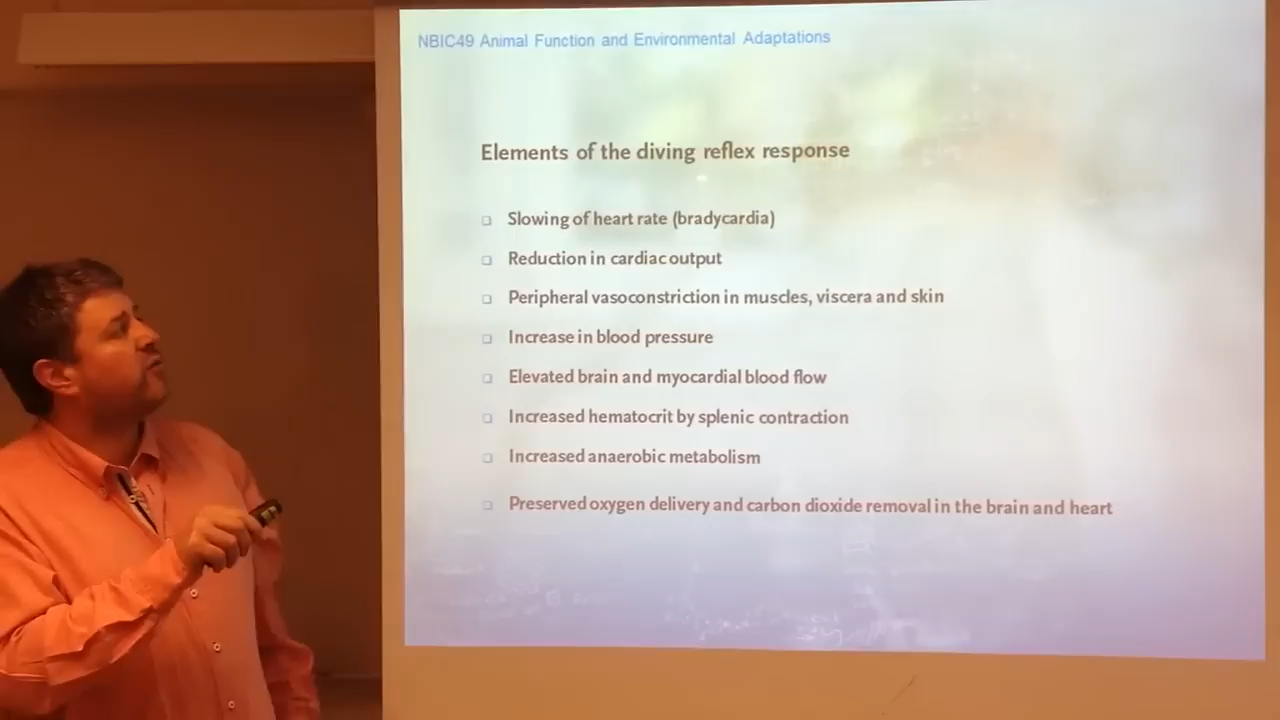 NBIC49 Animal Function and Environmental Adaptations
Elements of the diving reflex response
Slowing of heart rate (bradycardia)
Reduction in cardiac output
Peripheral vasoconstriction in muscles, viscera and skin
Increase in blood pressure
Elevated brain and myocardial blood flow
Increased hematocrit by splenic contraction
Increased anaerobic metabolism
Preserved oxygen delivery and carbon dioxide removal in the brain and heart